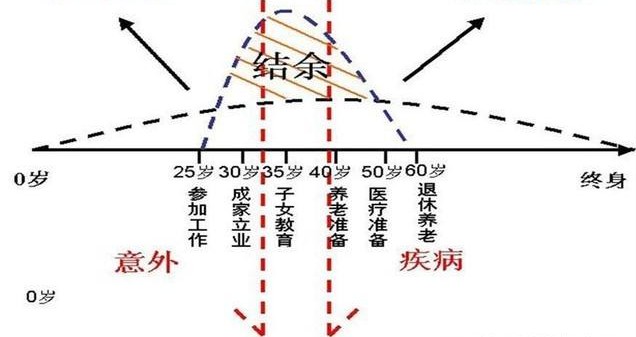 结余
0岁
25岁
30岁
35岁
40岁
50岁
60岁
终身
参加工作
成家立业
子女教育
养老准备
医疗准备
退休养老
意外
疾病
0岁